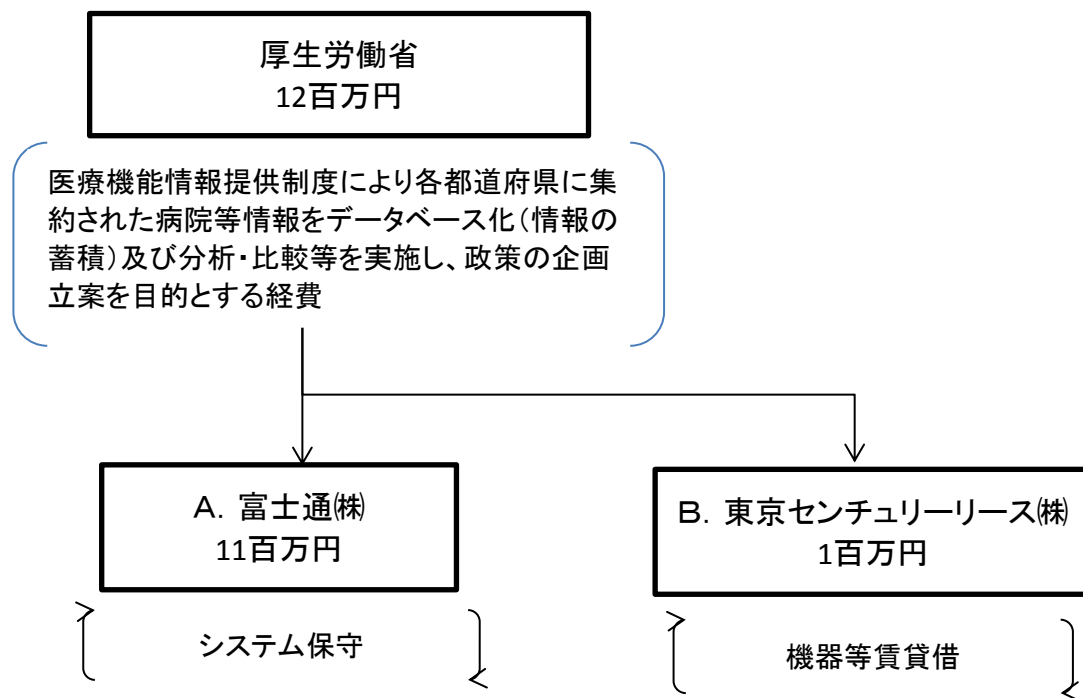 厚生労働省
12百万円
医療機能情報提供制度により各都道府県に集
約された病院等情報をデータベース化（情報の
蓄積）及び分析・比較等を実施し、政策の企画
立案を目的とする経費
A. 富士通㈱
11百万円
システム保守
B. 東京センチュリーリース㈱
1百万円
機器等賃貸借